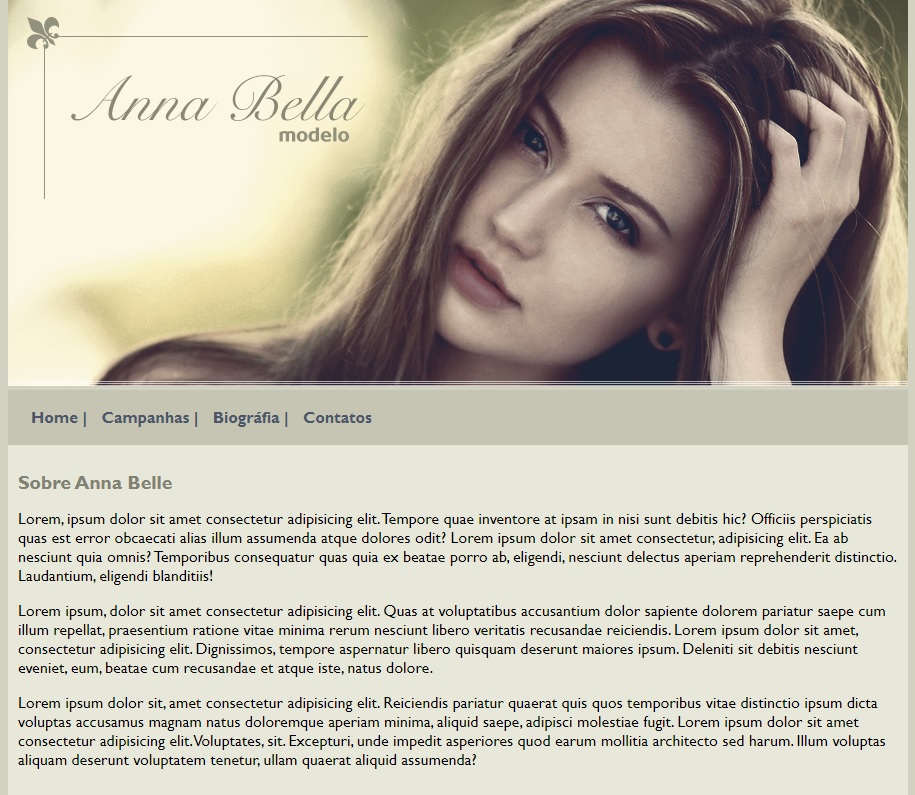 Anna Bella
modelo
Home | Campanhas | Biográfia | Contatos
Sobre Anna Belle
Lorem, ipsum dolor sit amet consectetur adipisicing elit. Tempore quae inventore at ipsam in nisi sunt debitis hic? Officiis perspiciatis
quas est error obcaecati alias illum assumenda atque dolores odit? Lorem ipsum dolor sit amet consectetur, adipisicing elit. Ea ab
nesciunt quia omnis? Temporibus consequatur quas quia ex beatae porro ab, eligendi, nesciunt delectus aperiam reprehenderit distinctio.
Laudantium, eligendi blanditiis!
Lorem ipsum, dolor sit amet consectetur adipisicing elit. Quas at voluptatibus accusantium dolor sapiente dolorem pariatur saepe cum
illum repellat, praesentium ratione vitae minima rerum nesciunt libero veritatis recusandae reiciendis. Lorem ipsum dolor sit amet,
consectetur adipisicing elit. Dignissimos, tempore aspernatur libero quisquam deserunt maiores ipsum. Deleniti sit debitis nesciunt
eveniet, eum, beatae cum recusandae et atque iste, natus dolore.
Lorem ipsum dolor sit, amet consectetur adipisicing elit. Reiciendis pariatur quaerat quis quos temporibus vitae distinctio ipsum dicta
voluptas accusamus magnam natus doloremque aperiam minima, aliquid saepe, adipisci molestiae fugit. Lorem ipsum dolor sit amet
consectetur adipisicing elit. Voluptates, sit. Excepturi, unde impedit asperiores quod earum mollitia architecto sed harum. Illum voluptas
aliquam deserunt voluptatem tenetur, ullam quaerat aliquid assumenda?